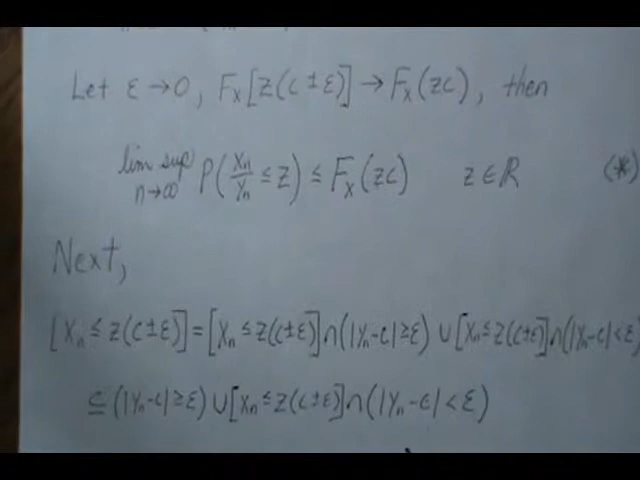 Let ε → 0, F_X[z(c ± ε)] → F_X(zc), then
lim sup n→∞ P(X_n/Y_n ≤ z) ≤ F_X(zc) z ∈ ℝ (*)
Next,
[X_n ≤ z(c ± ε)] = [X_n ≤ z(c ± ε)] ∩ (|Y_n - c| ≥ ε) ∪ [X_n ≤ z(c ± ε)] ∩ (|Y_n - c| < ε)
⊆ (|Y_n - c| ≥ ε) ∪ [X_n ≤ z(c ± ε)] ∩ (|Y_n - c| < ε)